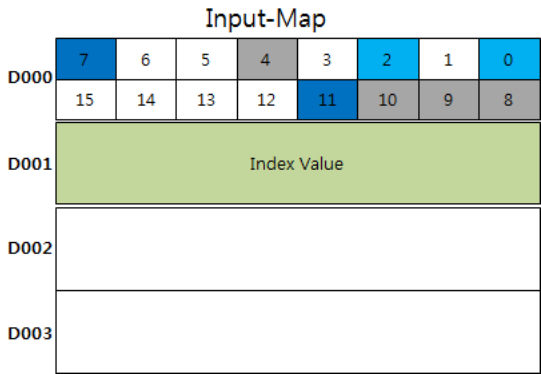 Input-Map
D000
7 6 5 4 3 2 1 0
15 14 13 12 11 10 9 8
D001
Index Value
D002
D003